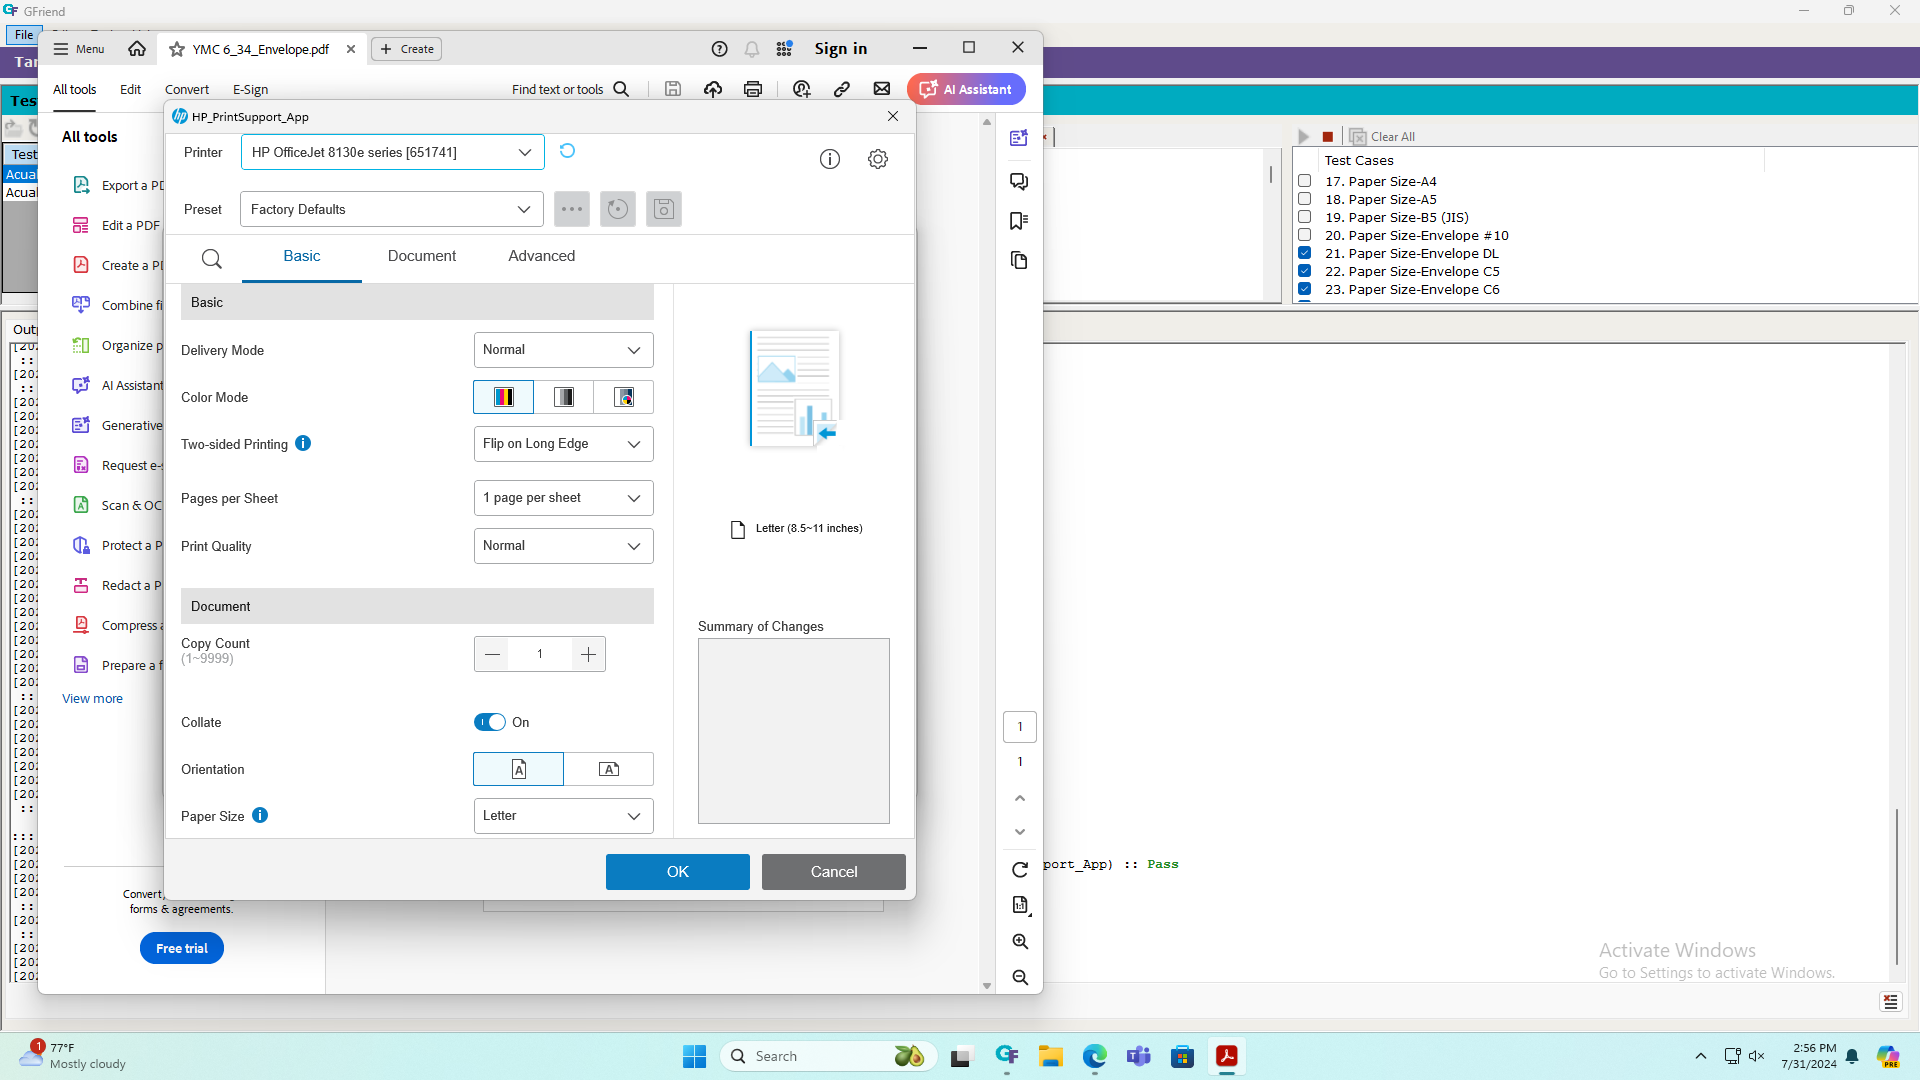 GFriend
File
Menu
YMC 6_34_Envelope.pdf
Create
Sign in
All tools
Edit
Convert
E-Sign
Find text or tools
AI Assistant
All tools
Export a PD
Edit a PDF
Create a PD
Combine fi
Organize p
AI Assistant
Generative
Request e-s
Scan & OC
Protect a P
Redact a P
Compress a
Prepare a f
View more
Convert,
forms & agreements.
Free trial
HP_PrintSupport_App
Printer
HP OfficeJet 8130e series [651741]
Preset
Factory Defaults
Basic
Document
Advanced
Basic
Delivery Mode
Normal
Color Mode
Two-sided Printing
Flip on Long Edge
Pages per Sheet
1 page per sheet
Print Quality
Normal
Document
Copy Count
(1~9999)
1
Collate
On
Orientation
Paper Size
Letter
Letter (8.5~11 inches)
Summary of Changes
OK
Cancel
1
1
Clear All
Test Cases
17. Paper Size-A4
18. Paper Size-A5
19. Paper Size-B5 (JIS)
20. Paper Size-Envelope #10
21. Paper Size-Envelope DL
22. Paper Size-Envelope C5
23. Paper Size-Envelope C6
Tar
Tes
Test
Acual
Acual
Outp
port_App) :: Pass
Activate Windows
Go to Settings to activate Windows.
1
77°F
Mostly cloudy
Search
2:56 PM
7/31/2024
PRE